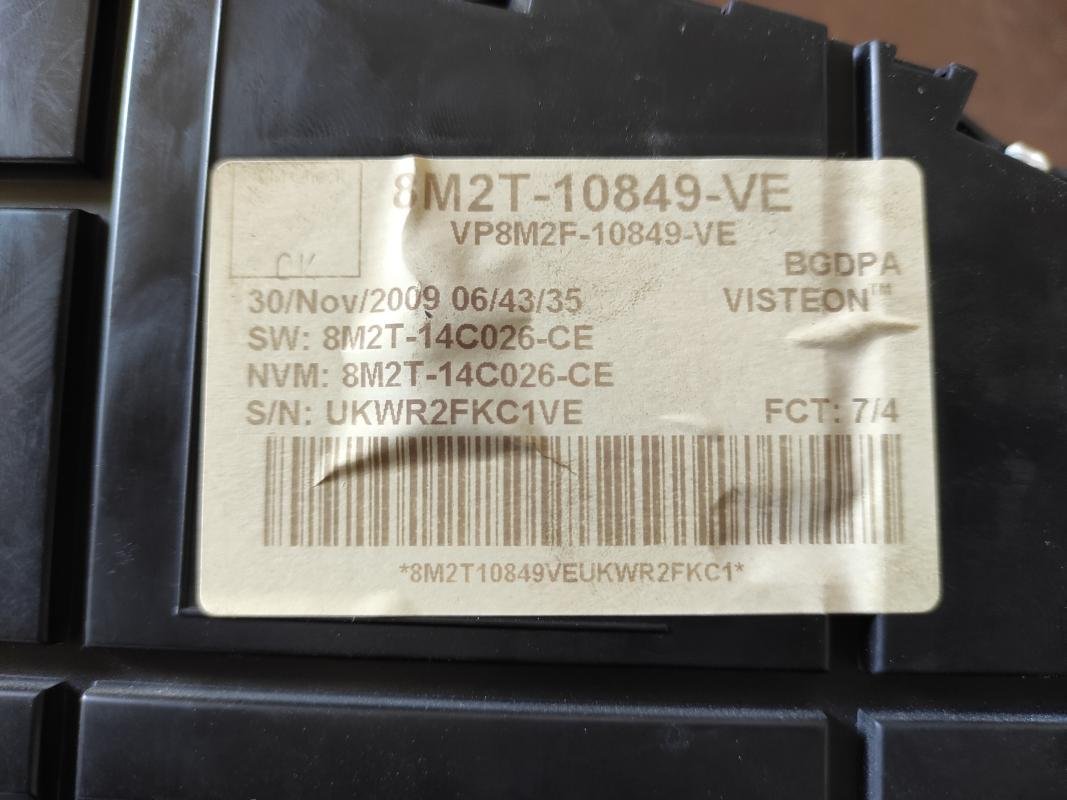 8M2T-10849-VE
VP8M2F-10849-VE
BGDPA
30/Nov/2009 06/43/35
VISTEON™
SW: 8M2T-14C026-CE
NVM: 8M2T-14C026-CE
S/N: UKWR2FKC1VE
FCT: 7/4
*8M2T10849VEUKWR2FKC1*